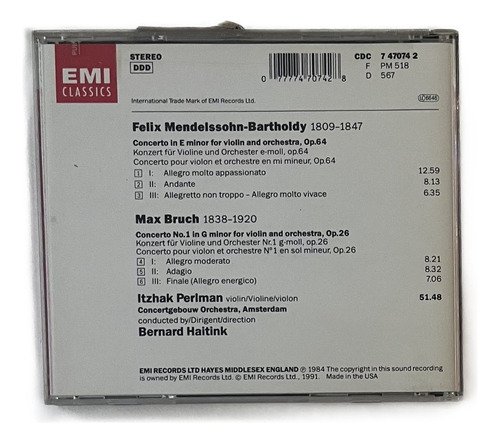 EMI
CLASSICS
STEREO
DDD
0 77774 70742 8
CDC 7 47074 2
F PM 518
D 567
International Trade Mark of EMI Records Ltd.
Felix Mendelssohn-Bartholdy 1809–1847
Concerto in E minor for violin and orchestra, Op.64
Konzert für Violine und Orchester e-moll, op.64
Concerto pour violon et orchestre en mi mineur, Op.64
1 I: Allegro molto appassionato 12.59
2 II: Andante 8.13
3 III: Allegretto non troppo – Allegro molto vivace 6.35
Max Bruch 1838–1920
Concerto No.1 in G minor for violin and orchestra, Op.26
Konzert für Violine und Orchester Nr.1 g-moll, op.26
Concerto pour violon et orchestre N°1 en sol mineur, Op.26
4 I: Allegro moderato 8.21
5 II: Adagio 8.32
6 III: Finale (Allegro energico) 7.06
Itzhak Perlman violin/Violine/violon 51.48
Concertgebouw Orchestra, Amsterdam
conducted by/Dirigent/direction
Bernard Haitink
EMI RECORDS LTD HAYES MIDDLESEX ENGLAND ℗ 1984 The copyright in this sound recording
is owned by EMI Records Ltd. © EMI Records Ltd., 1991. Made in the USA